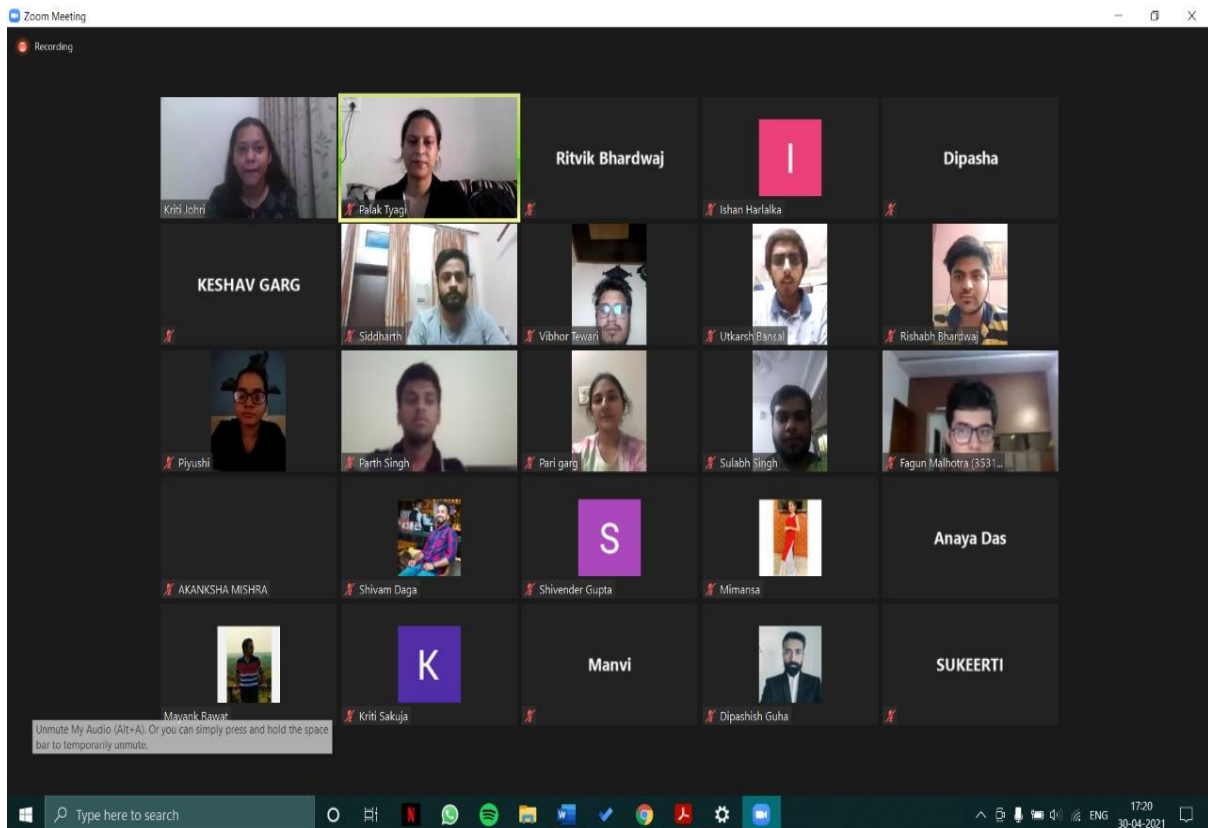 Zoom Meeting
Recording
Kriti Johri
Palak Tyagi
Ritvik Bhardwaj
I
Ishan Harlalka
Dipasha
KESHAV GARG
Siddharth
Vibhor Tewari
Utkarsh Bansal
Rishabh Bhardwaj
Piyushi
Parth Singh
Pari garg
Sulabh Singh
Fagun Malhotra (3531...
AKANKSHA MISHRA
Shivam Daga
S
Shivender Gupta
Mimansa
Anaya Das
Mayank Rawat
K
Kriti Sakuja
Manvi
Dipashish Guha
SUKEERTI
Unmute My Audio (Alt+A). Or you can simply press and hold the space
bar to temporarily unmute.
Type here to search
ENG
17:20
30-04-2021